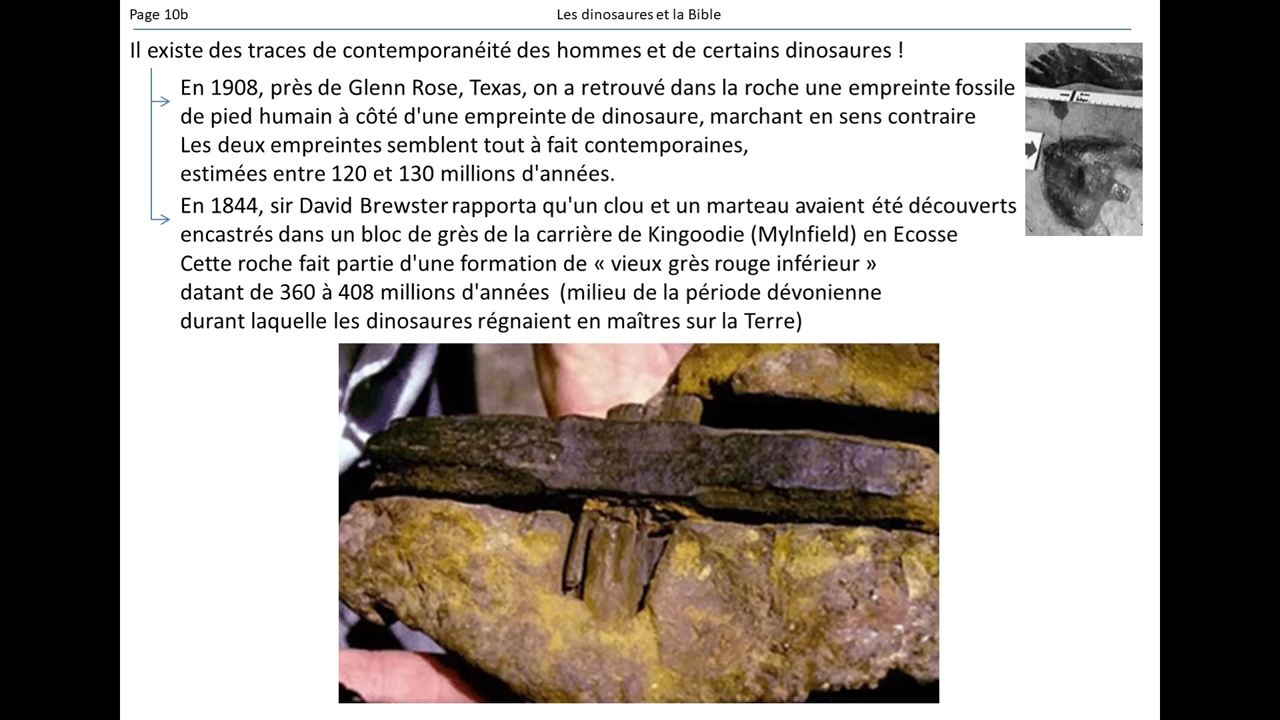 Page 10b
Les dinosaures et la Bible
Il existe des traces de contemporanéité des hommes et de certains dinosaures !
En 1908, près de Glenn Rose, Texas, on a retrouvé dans la roche une empreinte fossile
de pied humain à côté d'une empreinte de dinosaure, marchant en sens contraire
Les deux empreintes semblent tout à fait contemporaines,
estimées entre 120 et 130 millions d'années.
En 1844, sir David Brewster rapporta qu'un clou et un marteau avaient été découverts
encastrés dans un bloc de grès de la carrière de Kingoodie (Mylnfield) en Ecosse
Cette roche fait partie d'une formation de « vieux grès rouge inférieur »
datant de 360 à 408 millions d'années (milieu de la période dévonienne
durant laquelle les dinosaures régnaient en maîtres sur la Terre)